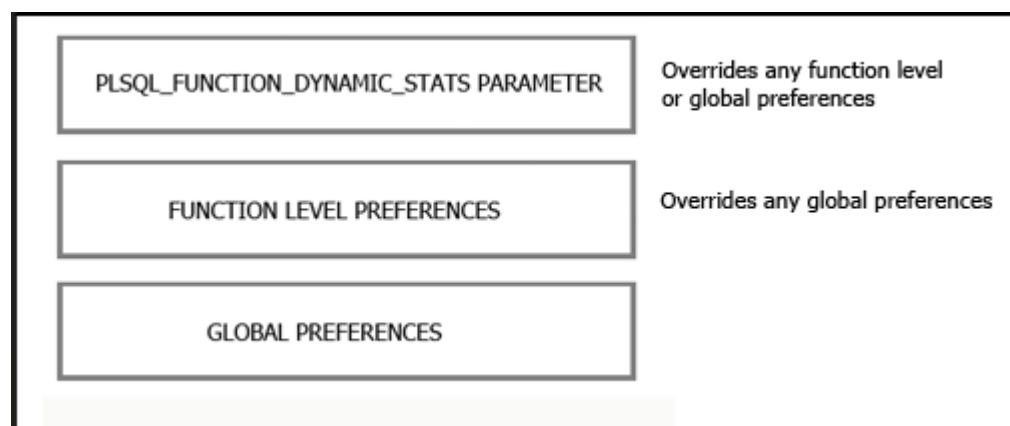 PLSQL_FUNCTION_DYNAMIC_STATS PARAMETER
Overrides any function level
or global preferences
FUNCTION LEVEL PREFERENCES
Overrides any global preferences
GLOBAL PREFERENCES